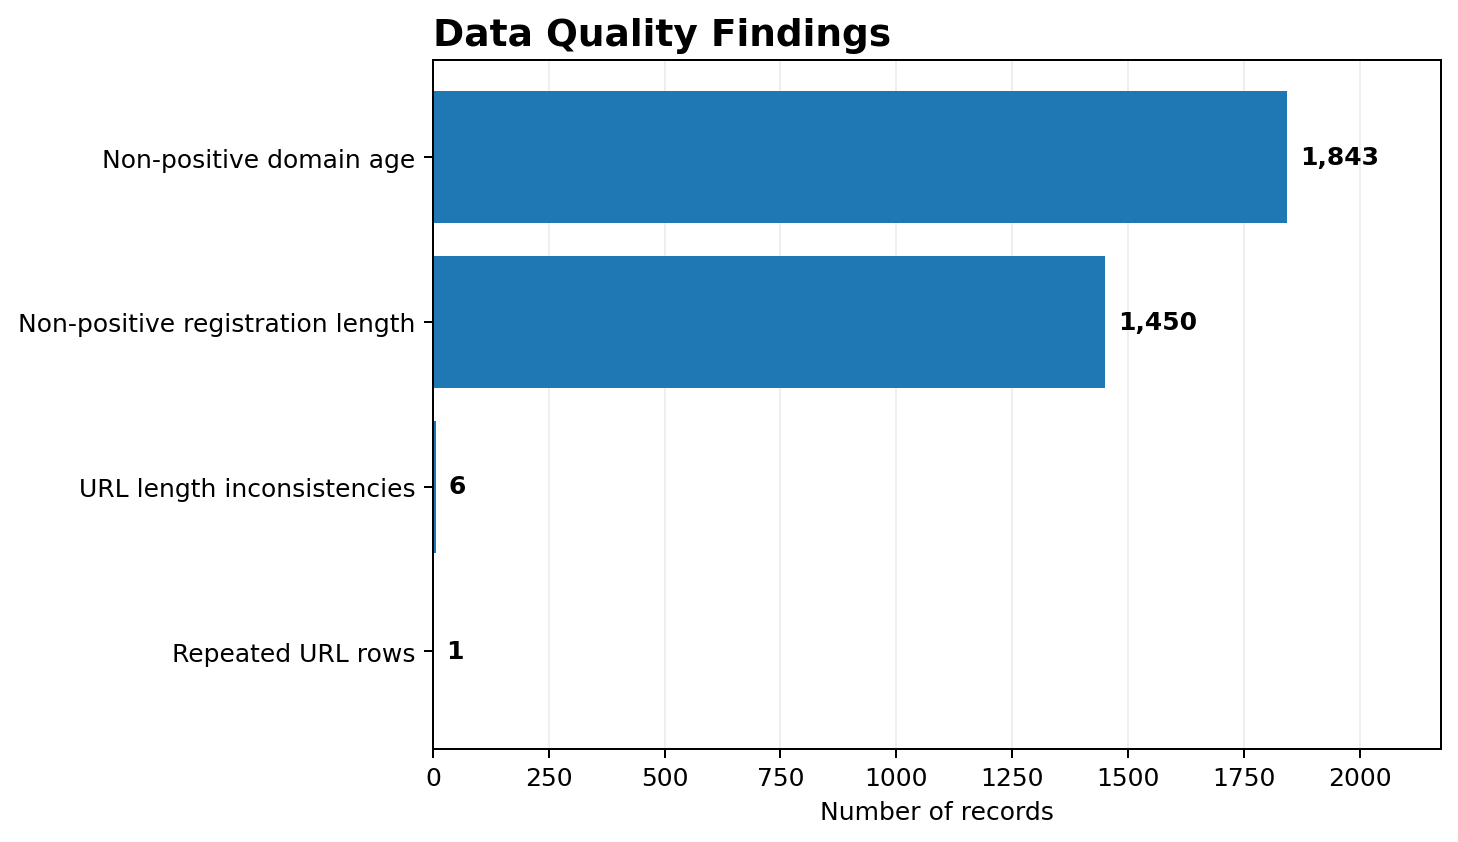 Data Quality Findings
Non-positive domain age
1,843
Non-positive registration length
1,450
URL length inconsistencies
6
Repeated URL rows
1
0 250 500 750 1000 1250 1500 1750 2000
Number of records